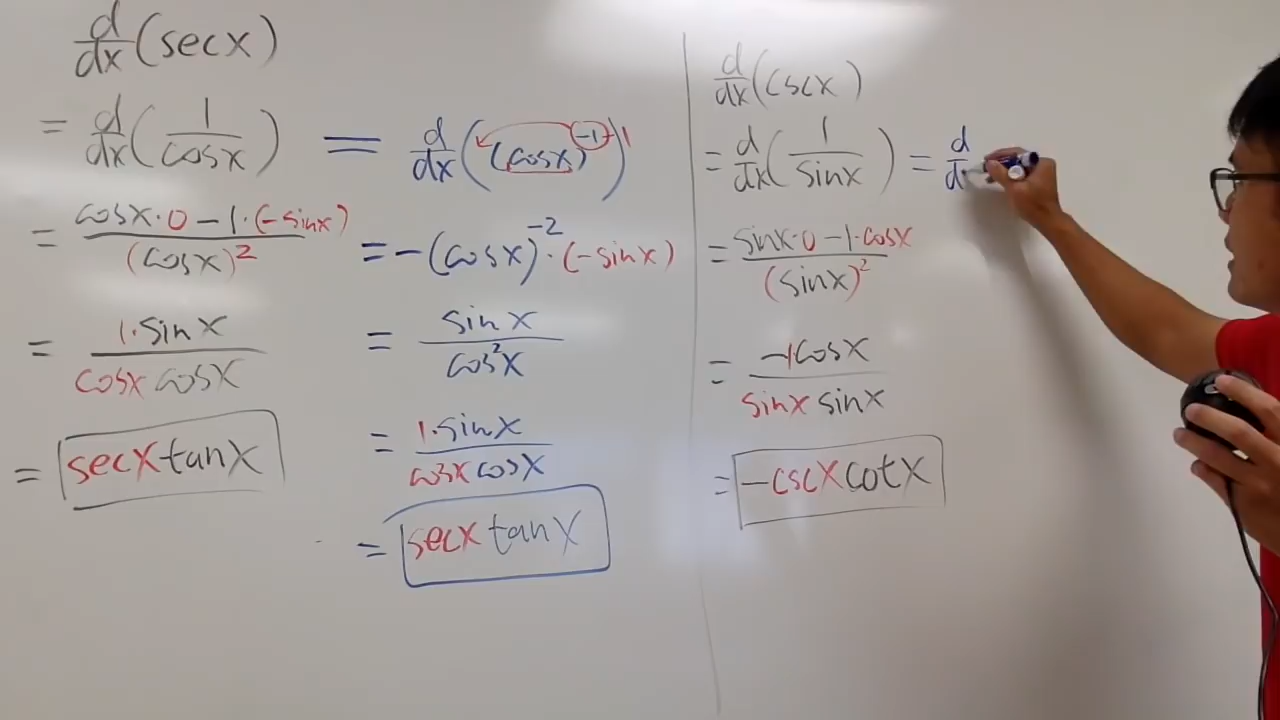 d/dx (secx)
= d/dx (1/cosx) = d/dx ((cosx)^-1)^1
= cosx·0 – 1·(-sinx) / (cosx)^2
= 1·sinx / cosx cosx
= secx tanx
= -(cosx)^-2 · (-sinx)
= sinx / cos^2x
= 1·sinx / cosx cosx
= secx tanx
d/dx (cscx)
= d/dx (1/sinx) = d/dx
= sinx·0 – 1·cosx / (sinx)^2
= -1cosx / sinx sinx
= -cscx cotx